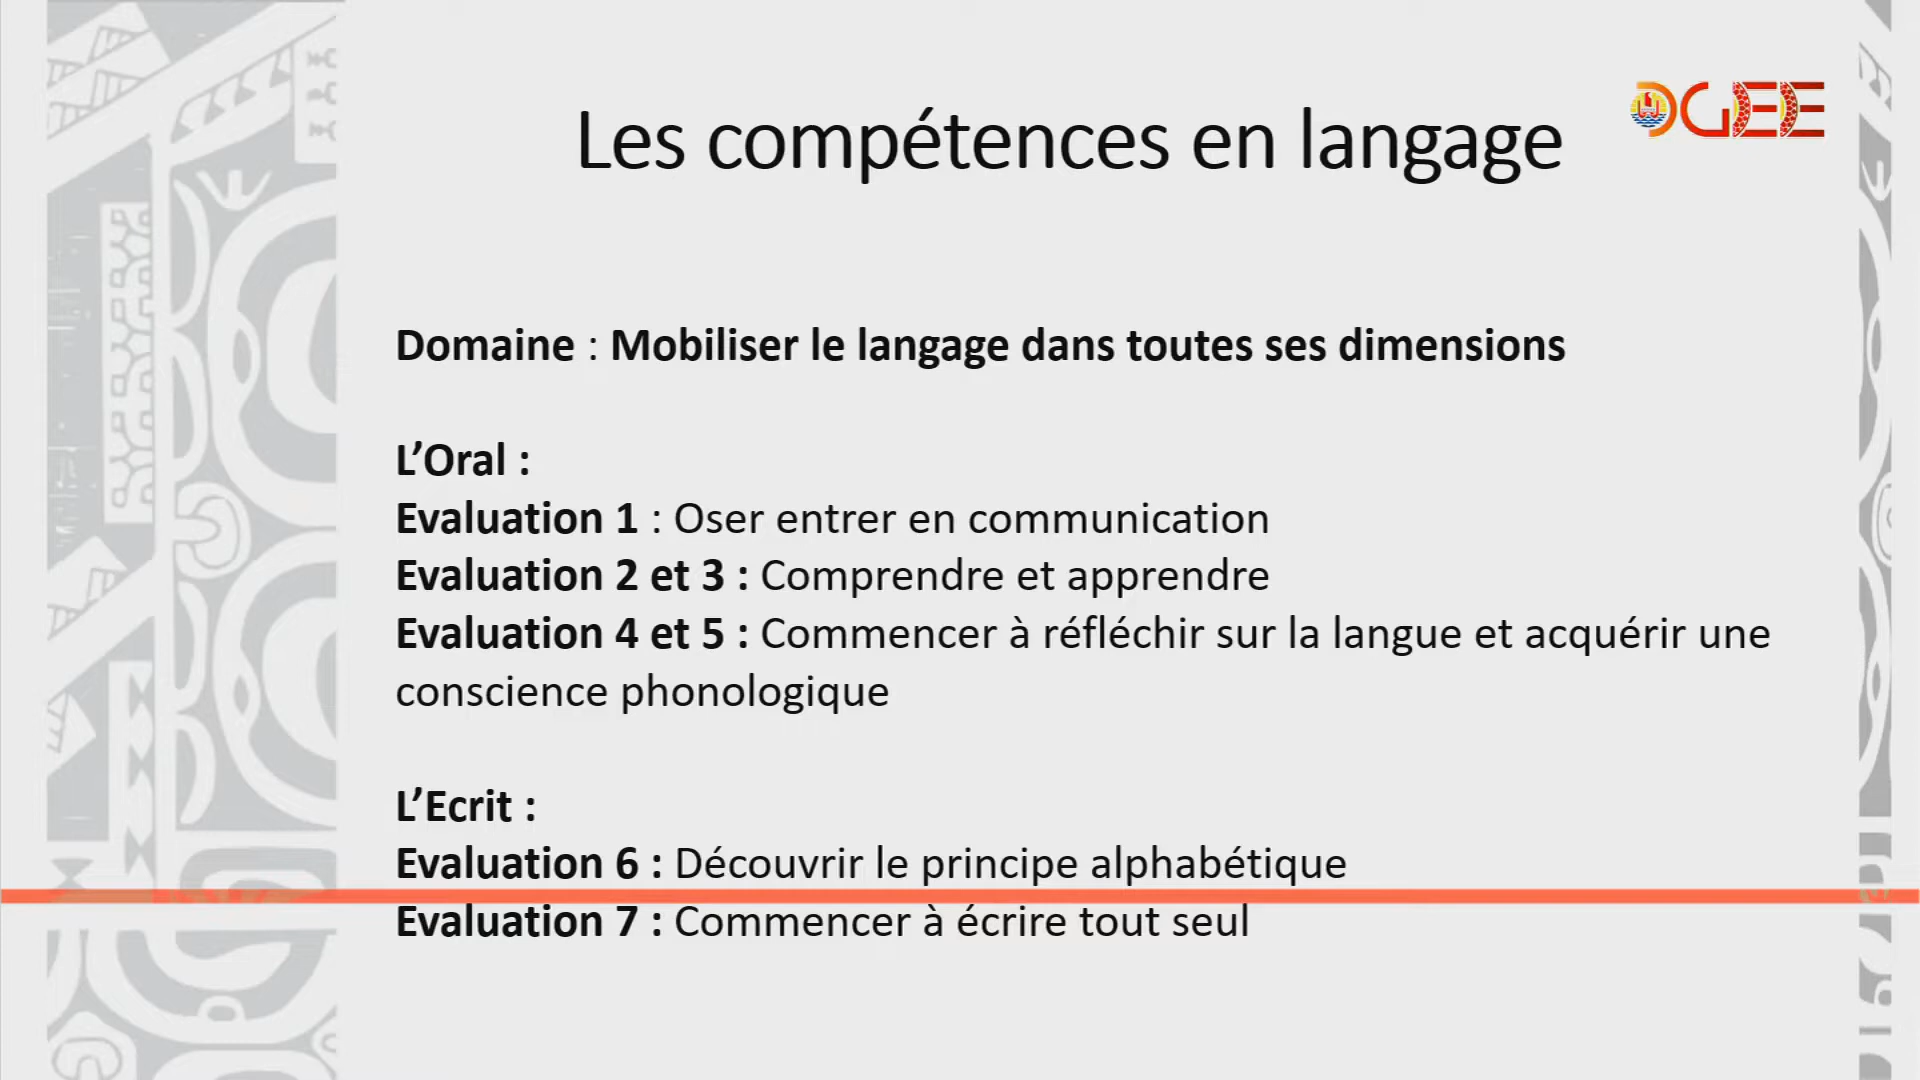 Les compétences en langage
DGEE
Domaine : Mobiliser le langage dans toutes ses dimensions
L’Oral :
Evaluation 1 : Oser entrer en communication
Evaluation 2 et 3 : Comprendre et apprendre
Evaluation 4 et 5 : Commencer à réfléchir sur la langue et acquérir une
conscience phonologique
L’Ecrit :
Evaluation 6 : Découvrir le principe alphabétique
Evaluation 7 : Commencer à écrire tout seul